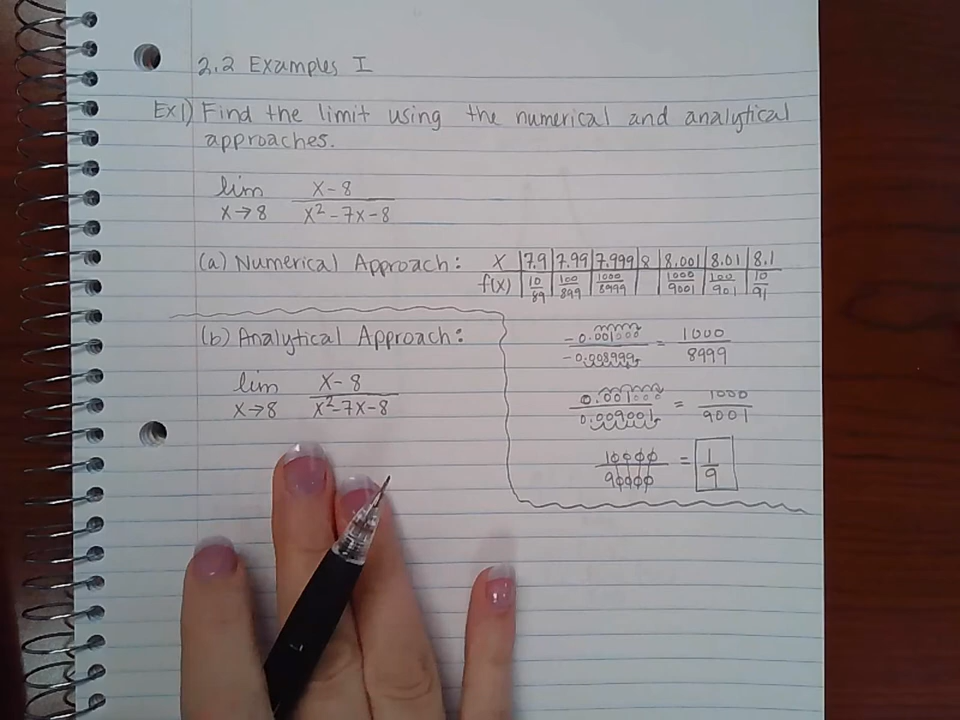 2.2 Examples I
Ex1) Find the limit using the numerical and analytical
approaches.
lim x→8 (x-8)/(x²-7x-8)
(a) Numerical Approach:
x | 7.9 | 7.99 | 7.999 | 8 | 8.001 | 8.01 | 8.1
f(x) | 10/89 | 100/899 | 1000/8999 | | 1000/9001 | 100/901 | 10/91
-0.001000/-0.008999 = 1000/8999
0.001000/0.009001 = 1000/9001
10000/90000 = 1/9
(b) Analytical Approach:
lim x→8 (x-8)/(x²-7x-8)